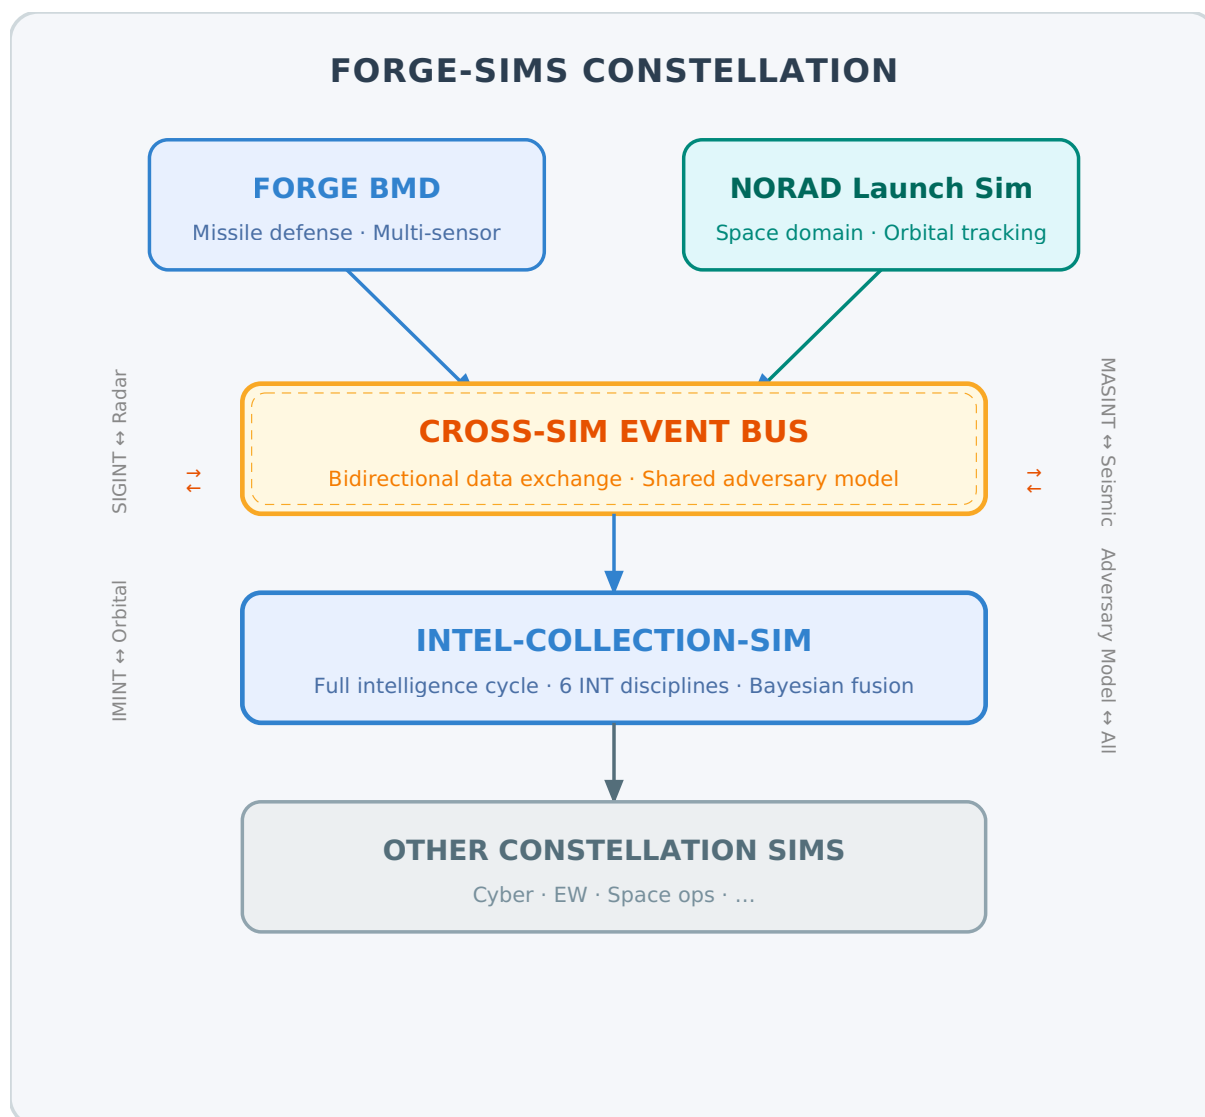 FORGE-SIMS CONSTELLATION
FORGE BMD
Missile defense · Multi-sensor
NORAD Launch Sim
Space domain · Orbital tracking
SIGINT ↔ Radar
→
←
CROSS-SIM EVENT BUS
Bidirectional data exchange · Shared adversary model
→
←
MASINT ↔ Seismic
IMINT ↔ Orbital
INTEL-COLLECTION-SIM
Full intelligence cycle · 6 INT disciplines · Bayesian fusion
Adversary Model ↔ All
OTHER CONSTELLATION SIMS
Cyber · EW · Space ops · ...